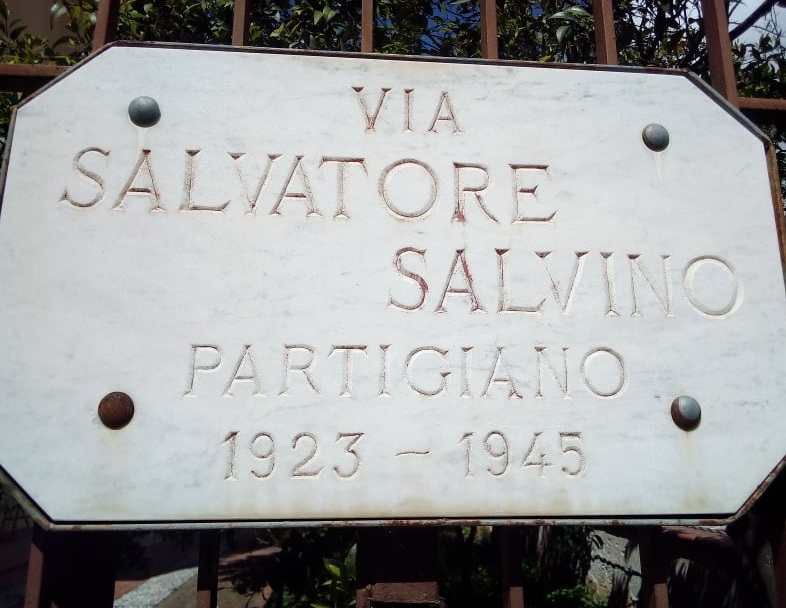 VIA
SALVATORE
SALVINO
PARTIGIANO
1923 - 1945